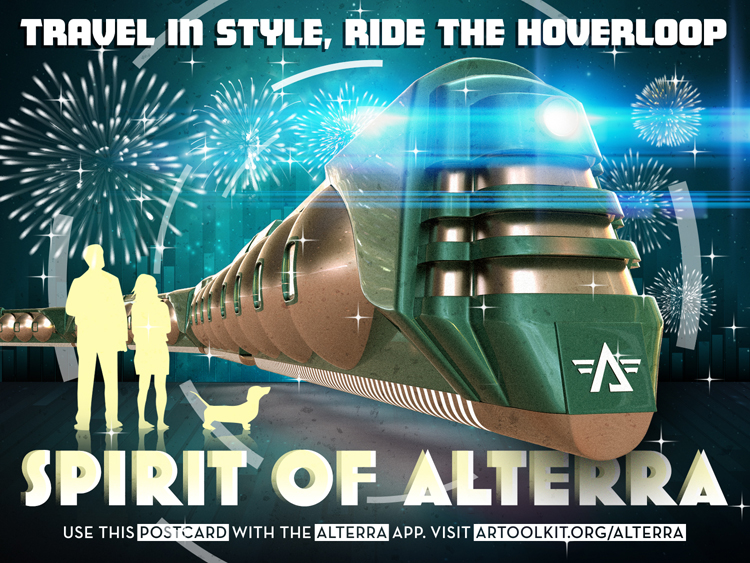 TRAVEL IN STYLE, RIDE THE HOVERLOOP
SPIRIT OF ALTERRA
USE THIS POSTCARD WITH THE ALTERRA APP. VISIT ARTOOLKIT.ORG/ALTERRA